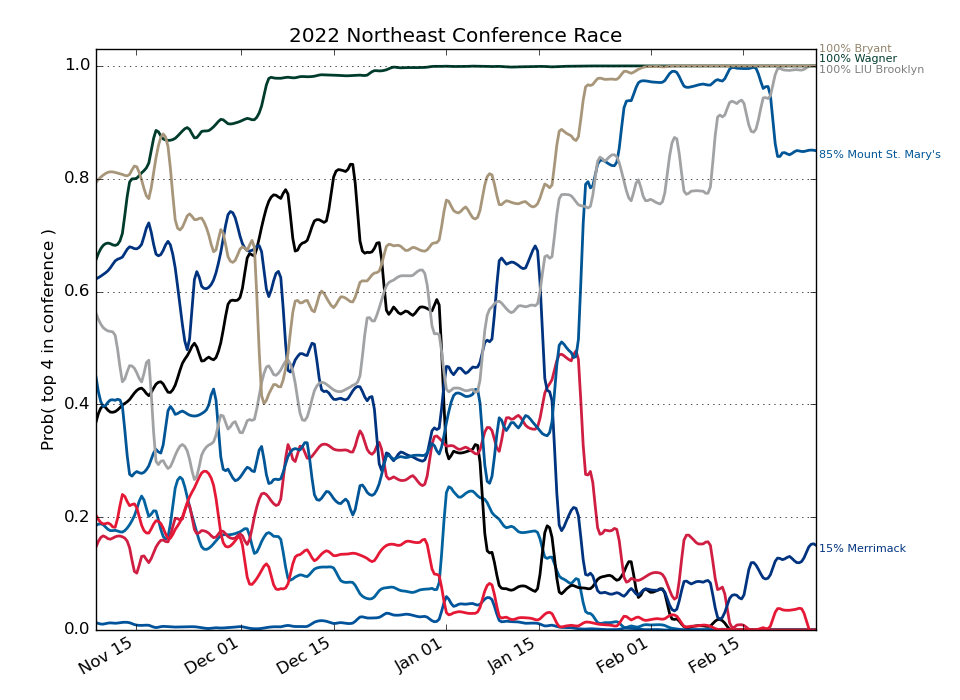 2022 Northeast Conference Race
100% Bryant
100% Wagner
100% LIU Brooklyn
85% Mount St. Mary's
15% Merrimack
Prob( top 4 in conference )
1.0
0.8
0.6
0.4
0.2
0.0
Nov 15
Dec 01
Dec 15
Jan 01
Jan 15
Feb 01
Feb 15